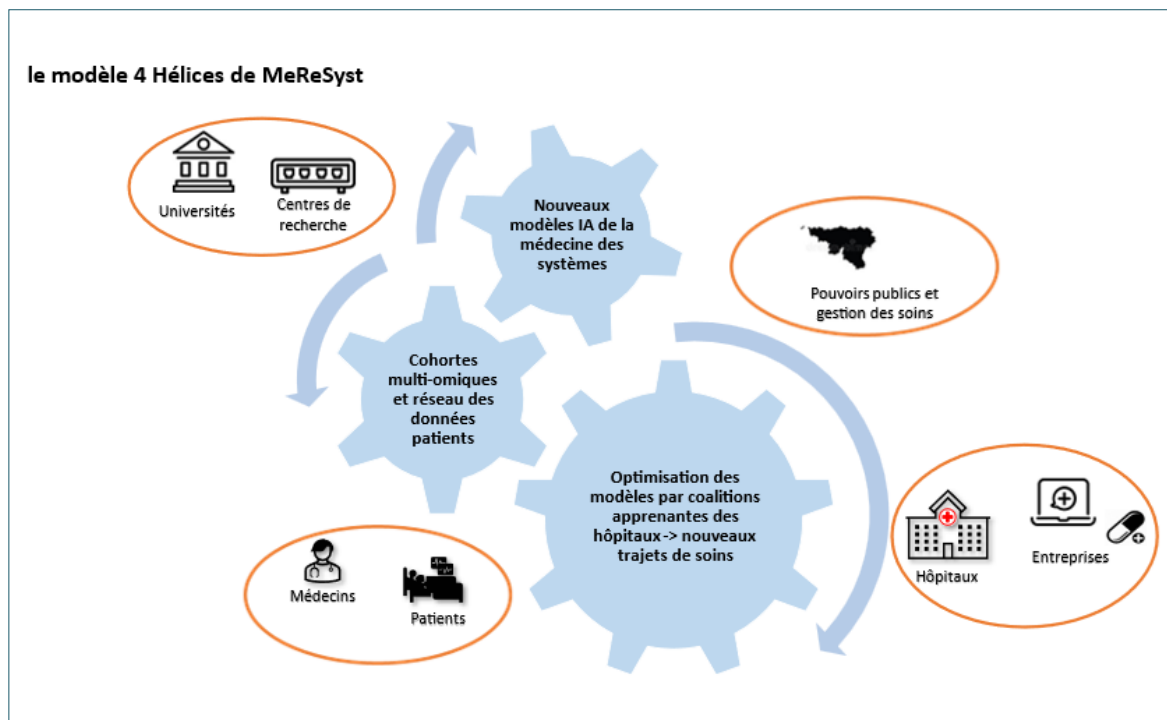 le modèle 4 Hélices de MeReSyst
Universités
Centres de
recherche
Nouveaux
modèles IA de la
médecine des
systèmes
Pouvoirs publics et
gestion des soins
Cohortes
multi-omiques
et réseau des
données
patients
Optimisation des
modèles par coalitions
apprenantes des
hôpitaux-> nouveaux
trajets de soins
Médecins
Patients
Hôpitaux
Entreprises